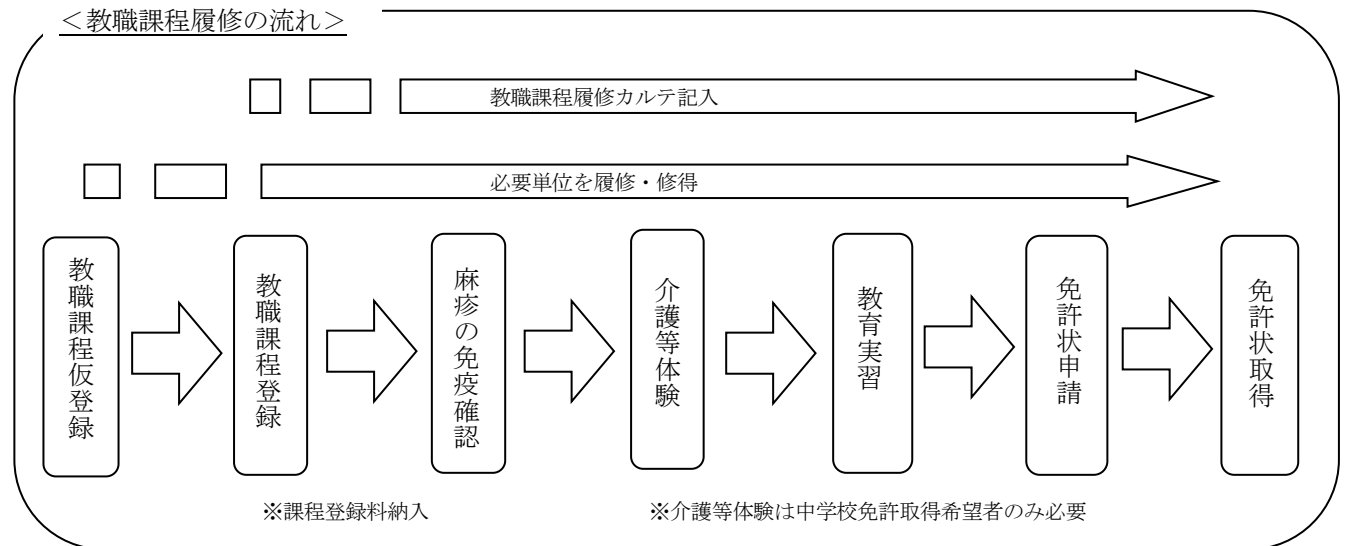 ＜教職課程履修の流れ＞
教職課程履修カルテ記入
必要単位を履修・修得
教職課程仮登録
教職課程登録
麻疹の免疫確認
介護等体験
教育実習
免許状申請
免許状取得
※課程登録料納入
※介護等体験は中学校免許取得希望者のみ必要